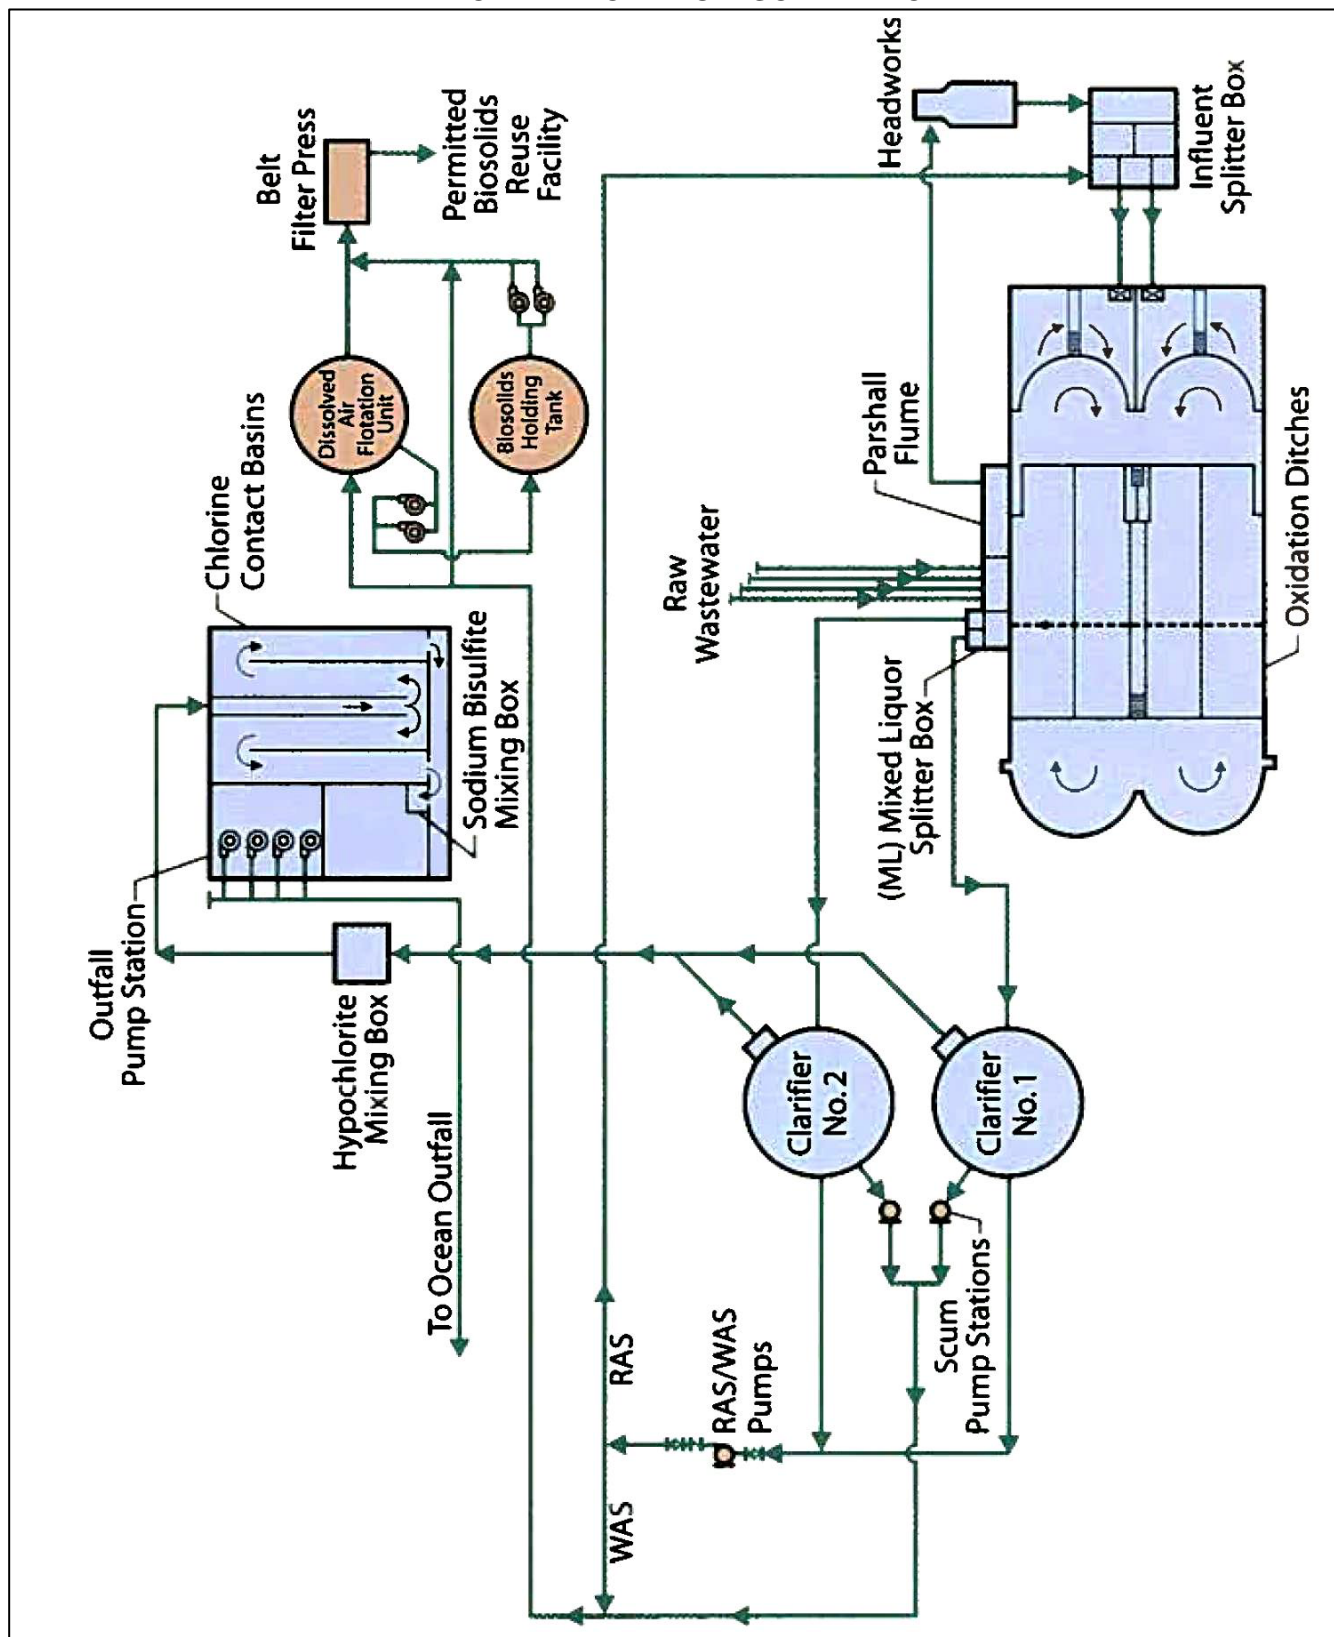 Outfall
Pump Station
Chlorine
Contact Basins
Belt
Filter Press
Hypochlorite
Mixing Box
Dissolved
Air
Flotation
Unit
To Ocean Outfall
Permitted
Biosolids
Reuse
Facility
Sodium Bisulfite
Mixing Box
Biosolids
Holding
Tank
WAS
RAS
Raw
Wastewater
RAS/WAS
Pumps
Clarifier
No. 2
Parshall
Flume
Headworks
(ML) Mixed Liquor
Splitter Box
Scum
Pump Stations
Clarifier
No. 1
Influent
Splitter Box
Oxidation Ditches